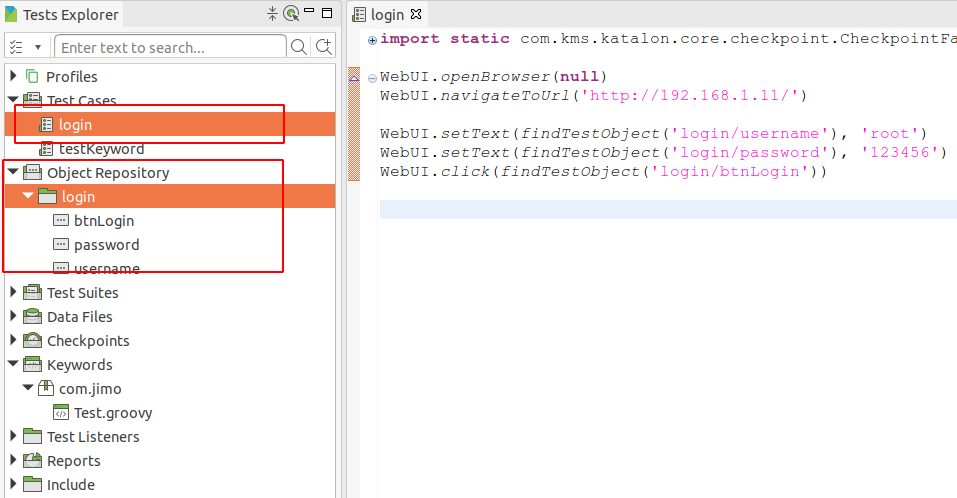 Tests Explorer
Enter text to search...
Profiles
Test Cases
login
testKeyword
Object Repository
login
btnLogin
password
username
Test Suites
Data Files
Checkpoints
Keywords
com.jimo
Test.groovy
Test Listeners
Reports
Include
login
import static com.kms.katalon.core.checkpoint.CheckpointFa
WebUI.openBrowser(null)
WebUI.navigateToUrl('http://192.168.1.11/')
WebUI.setText(findTestObject('login/username'), 'root')
WebUI.setText(findTestObject('login/password'), '123456')
WebUI.click(findTestObject('login/btnLogin'))